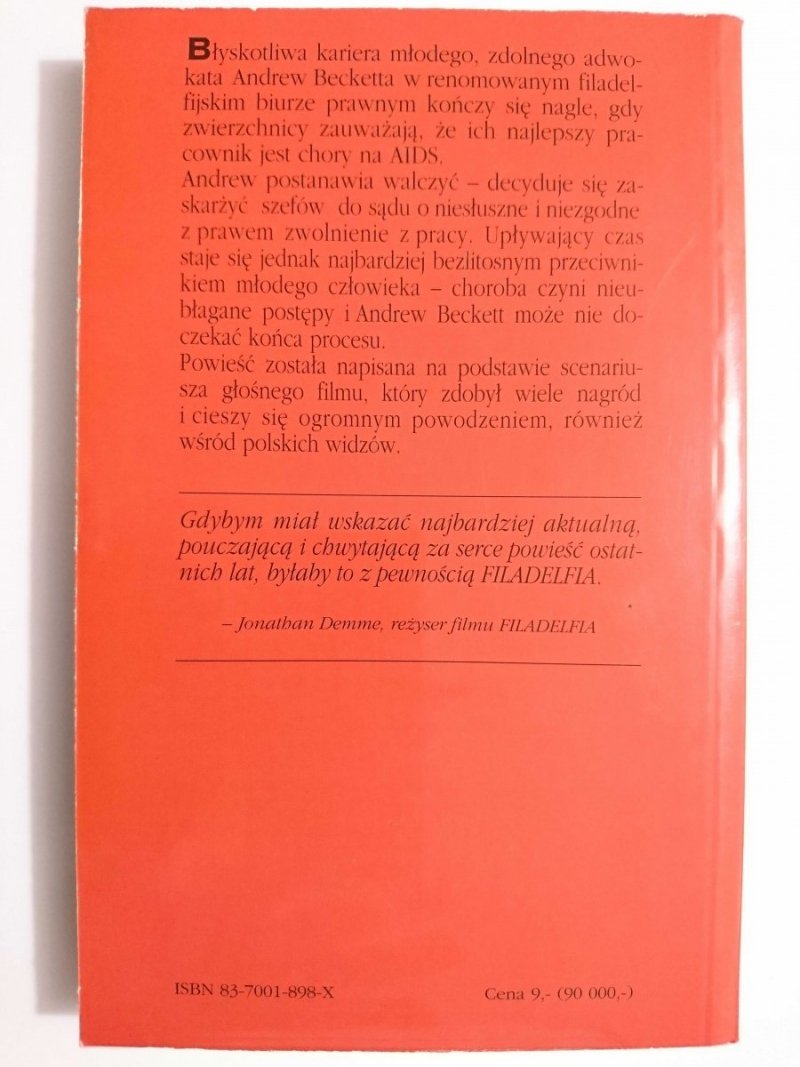 Błyskotliwa kariera młodego, zdolnego adwo-
kata Andrew Becketta w renomowanym filadel-
fijskim biurze prawnym kończy się nagle, gdy
zwierzchnicy zauważają, że ich najlepszy pra-
cownik jest chory na AIDS.
Andrew postanawia walczyć – decyduje się za-
skarżyć szefów do sądu o niesłuszne i niezgodne
z prawem zwolnienie z pracy. Upływający czas
staje się jednak najbardziej bezlitosnym przeciwni-
kiem młodego człowieka – choroba czyni nieu-
błagane postępy i Andrew Beckett może nie do-
czekać końca procesu.
Powieść została napisana na podstawie scenariu-
sza głośnego filmu, który zdobył wiele nagród
i cieszy się ogromnym powodzeniem, również
wśród polskich widzów.
Gdybym miał wskazać najbardziej aktualną,
pouczającą i chwytającą za serce powieść ostat-
nich lat, byłaby to z pewnością FILADELFIA.
– Jonathan Demme, reżyser filmu FILADELFIA
ISBN 83-7001-898-X
Cena 9,- (90 000,-)